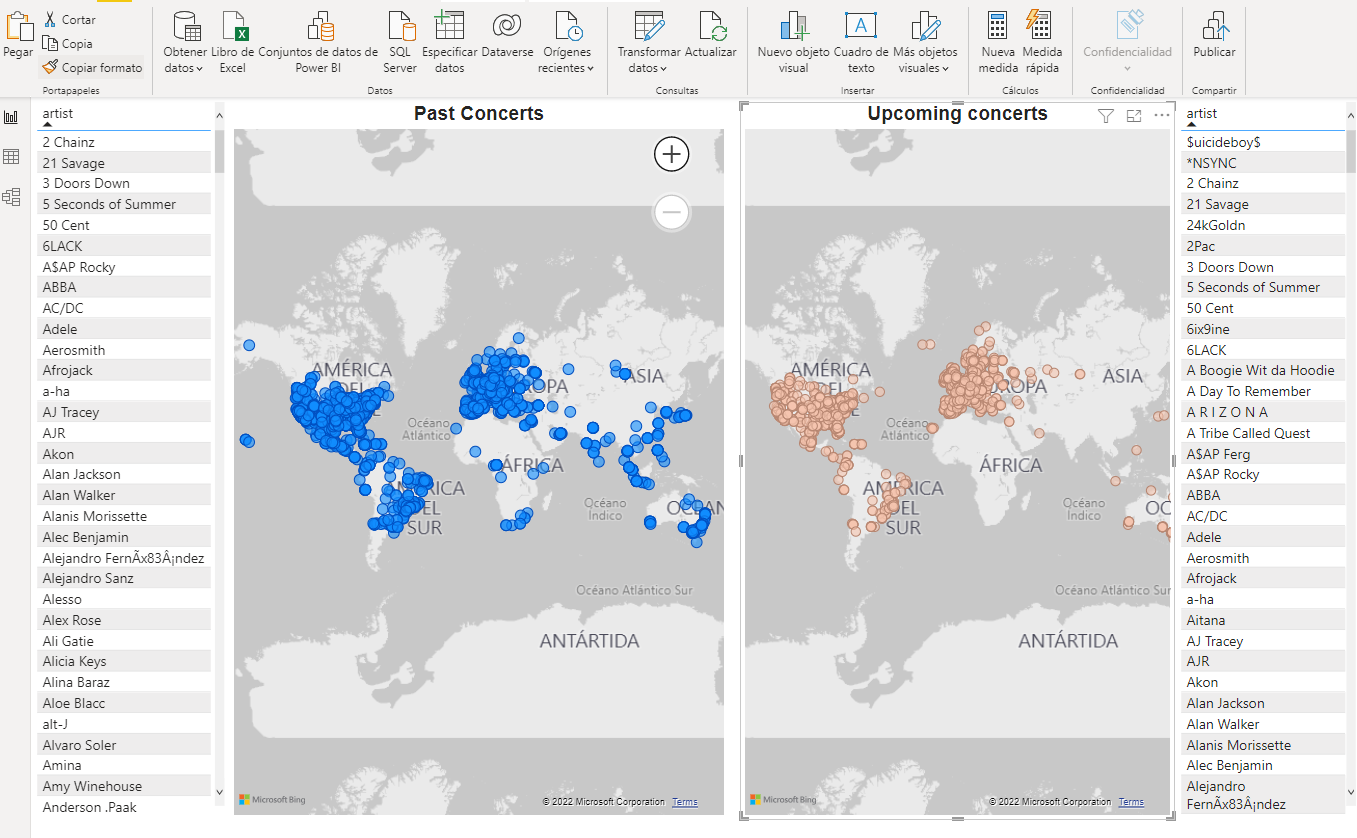 Pegar
Cortar
Copia
Copiar formato
Portapapeles
Obtener datos
Libro de Excel
Conjuntos de datos de Power BI
SQL Server
Especificar datos
Dataverse
Orígenes recientes
Datos
Transformar datos
Actualizar
Consultas
Nuevo objeto visual
Cuadro de texto
A
Más objetos visuales
Insertar
Nueva medida
Medida rápida
Cálculos
Confidencialidad
Confidencialidad
Publicar
Compartir
artist
2 Chainz
21 Savage
3 Doors Down
5 Seconds of Summer
50 Cent
6LACK
A$AP Rocky
ABBA
AC/DC
Adele
Aerosmith
Afrojack
a-ha
AJ Tracey
AJR
Akon
Alan Jackson
Alan Walker
Alanis Morissette
Alec Benjamin
Alejandro FernÃx83Â¡ndez
Alejandro Sanz
Alesso
Alex Rose
Ali Gatie
Alicia Keys
Alina Baraz
Aloe Blacc
alt-J
Alvaro Soler
Amina
Amy Winehouse
Anderson .Paak
Past Concerts
AMÉRICA
ASIA
Océano
Atlántico
ÁFRICA
Océano
Índico
SUR
Océano Atlántico Sur
ANTÁRTIDA
Microsoft Bing
© 2022 Microsoft Corporation Terms
Upcoming concerts
AMÉRICA
ASIA
Océano
Atlántico
ÁFRICA
Océano
Índico
SUR
Océano Atlántico Sur
ANTÁRTIDA
Microsoft Bing
© 2022 Microsoft Corporation Terms
artist
$uicideboy$
*NSYNC
2 Chainz
21 Savage
24kGoldn
2Pac
3 Doors Down
5 Seconds of Summer
50 Cent
6ix9ine
6LACK
A Boogie Wit da Hoodie
A Day To Remember
A R I Z O N A
A Tribe Called Quest
A$AP Ferg
A$AP Rocky
ABBA
AC/DC
Adele
Aerosmith
Afrojack
a-ha
Aitana
AJ Tracey
AJR
Akon
Alan Jackson
Alan Walker
Alanis Morissette
Alec Benjamin
Alejandro
FernÃx83Â¡ndez